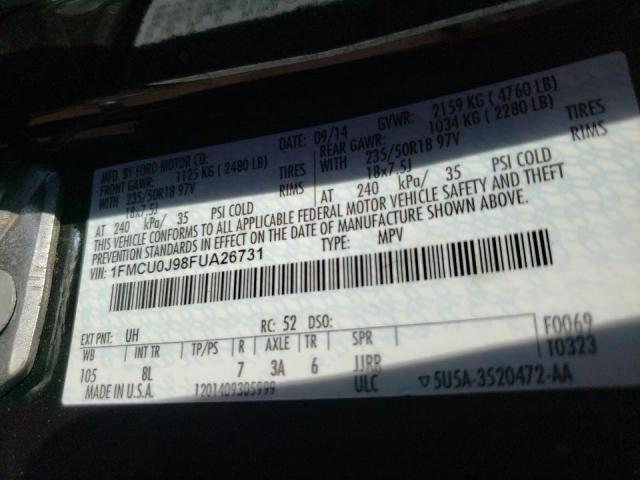 MFD. BY FORD MOTOR CO.
DATE: 09/14 GVWR: 2159 KG ( 4760 LB)
FRONT GAWR: 1125 KG ( 2480 LB) REAR GAWR: 1034 KG ( 2280 LB)
WITH 235/50R18 97V TIRES WITH 235/50R18 97V TIRES
18x7.5J RIMS 18x7.5J RIMS
AT 240 kPa/ 35 PSI COLD AT 240 kPa/ 35 PSI COLD
THIS VEHICLE CONFORMS TO ALL APPLICABLE FEDERAL MOTOR VEHICLE SAFETY AND THEFT
PREVENTION STANDARDS IN EFFECT ON THE DATE OF MANUFACTURE SHOWN ABOVE.
VIN: 1FMCU0J98FUA26731 TYPE: MPV
EXT PNT: UH RC: 52 DSO: F0069
WB INT TR TP/PS R AXLE TR SPR T0323
105 8L 7 3A 6 JJRR
MADE IN U.S.A. 1201409305999 ULC ▽5U5A-3520472-AA